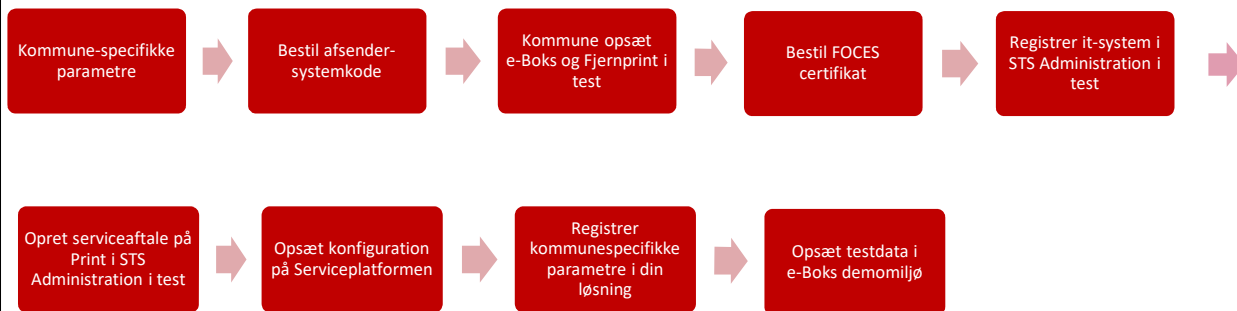 Kommune-specifikke
parametre
Bestil afsender-
systemkode
Kommune opsæt
e-Boks og Fjernprint i
test
Bestil FOCES
certifikat
Registrer it-system i
STS Administration i
test
Opret serviceaftale på
Print i STS
Administration i test
Opsæt konfiguration
på Serviceplatformen
Registrer
kommunespecifikke
parametre i din
løsning
Opsæt testdata i
e-Boks demomiljø